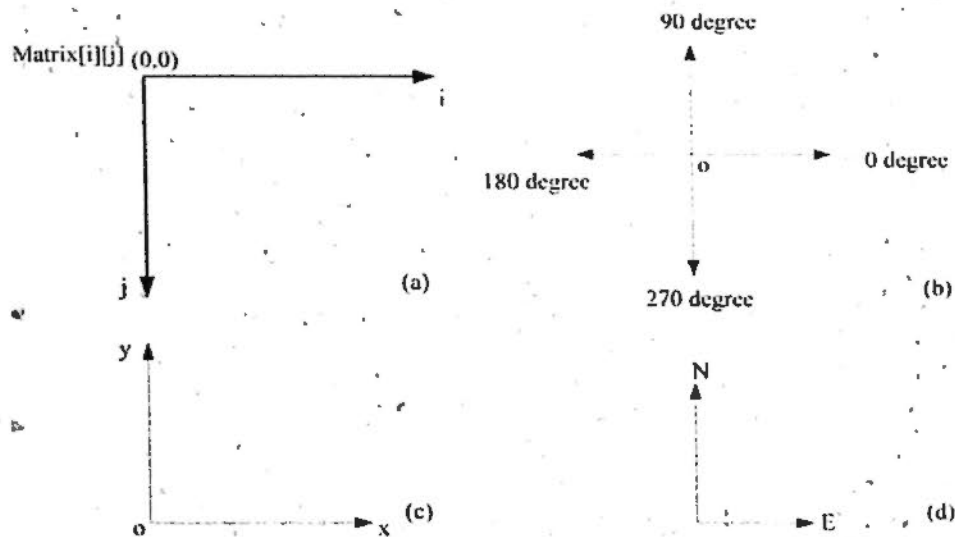 90 degree
Matrix[i][j] (0,0)
i
0 degree
o
180 degree
j
(a)
270 degree
(b)
y
N
o
x
(c)
E
(d)